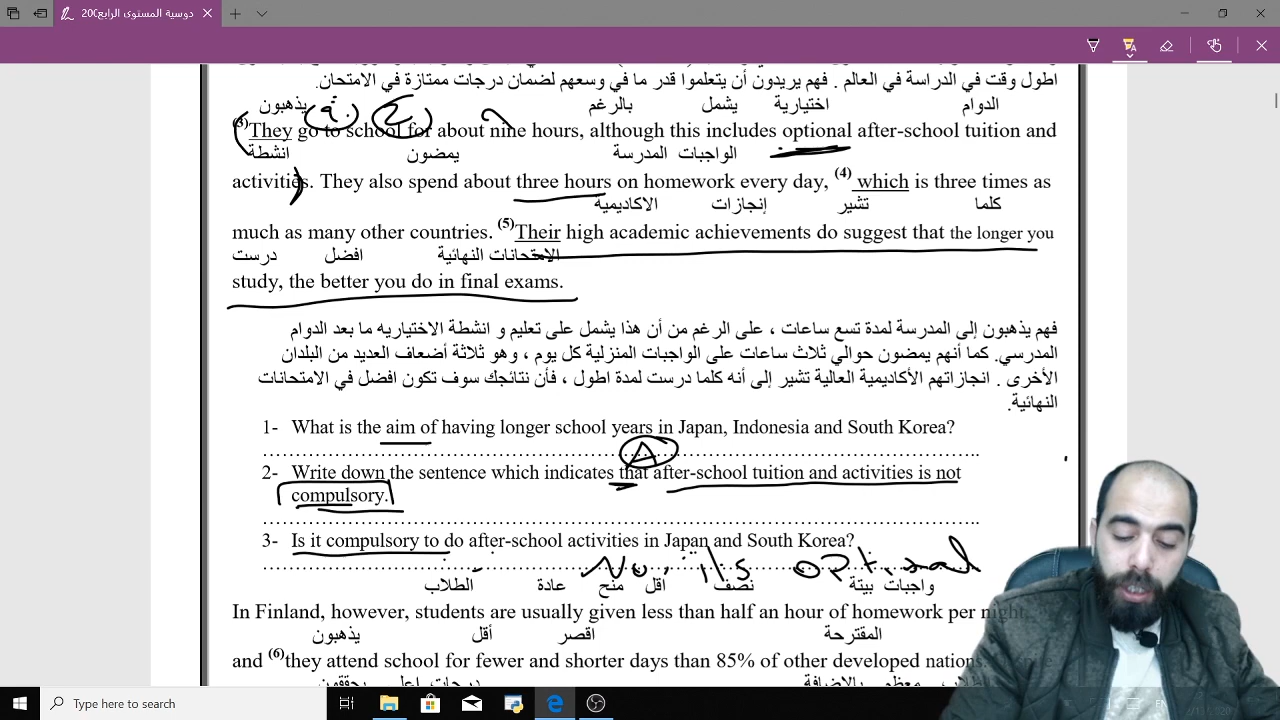 دوسية المستوى الرابع20
اطول وقت في الدراسة في العالم . فهم يريدون أن يتعلموا قدر ما في وسعهم لضمان درجات ممتازة في الامتحان.
يذهبون بالرغم يشمل اختيارية الدوام
(3)They go to school for about nine hours, although this includes optional after-school tuition and
انشطة يمضون الواجبات المدرسة
activities. They also spend about three hours on homework every day, (4) which is three times as
الاكاديمية إنجازات تشير كلما
much as many other countries. (5)Their high academic achievements do suggest that the longer you
درست افضل الامتحانات النهائية
study, the better you do in final exams.
فهم يذهبون إلى المدرسة لمدة تسع ساعات ، على الرغم من أن هذا يشمل على تعليم و انشطة الاختياريه ما بعد الدوام
المدرسي. كما أنهم يمضون حوالي ثلاث ساعات على الواجبات المنزلية كل يوم ، وهو ثلاثة أضعاف العديد من البلدان
الأخرى . انجازاتهم الأكاديمية العالية تشير إلى أنه كلما درست لمدة اطول ، فأن نتائجك سوف تكون افضل في الامتحانات
النهائية.
1- What is the aim of having longer school years in Japan, Indonesia and South Korea?
A
2- Write down the sentence which indicates that after-school tuition and activities is not
compulsory.
3- Is it compulsory to do after-school activities in Japan and South Korea?
No, it's optional
الطلاب عادة منح اقل نصف واجبات بيتة
In Finland, however, students are usually given less than half an hour of homework per night,
يذهبون أقل اقصر المقترحة
and (6)they attend school for fewer and shorter days than 85% of other developed nations.
يحققون اعلى درجات بالاضافة معظم
Type here to search